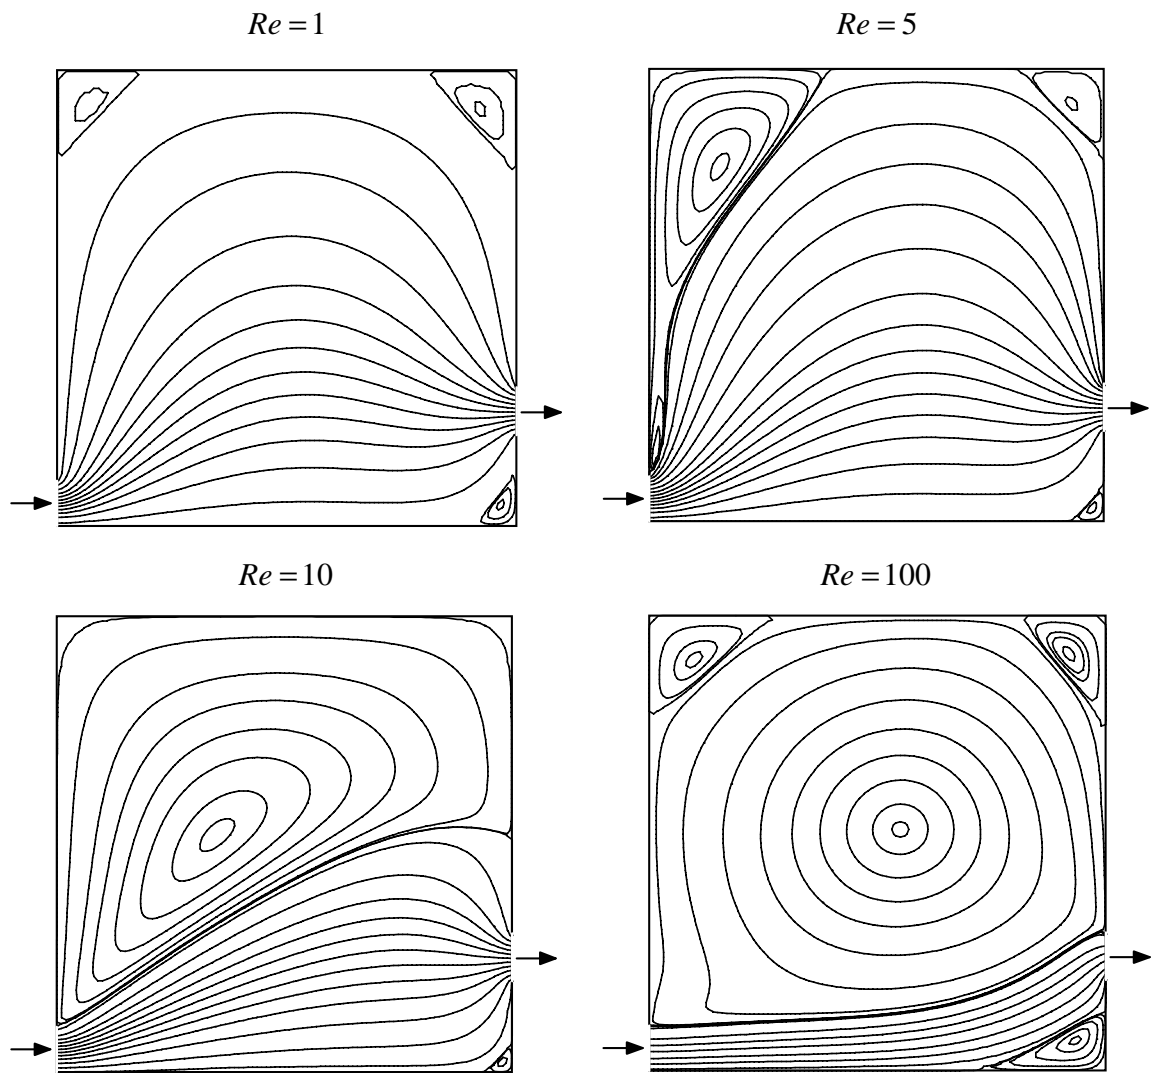 Re = 1
Re = 5
Re = 10
Re = 100